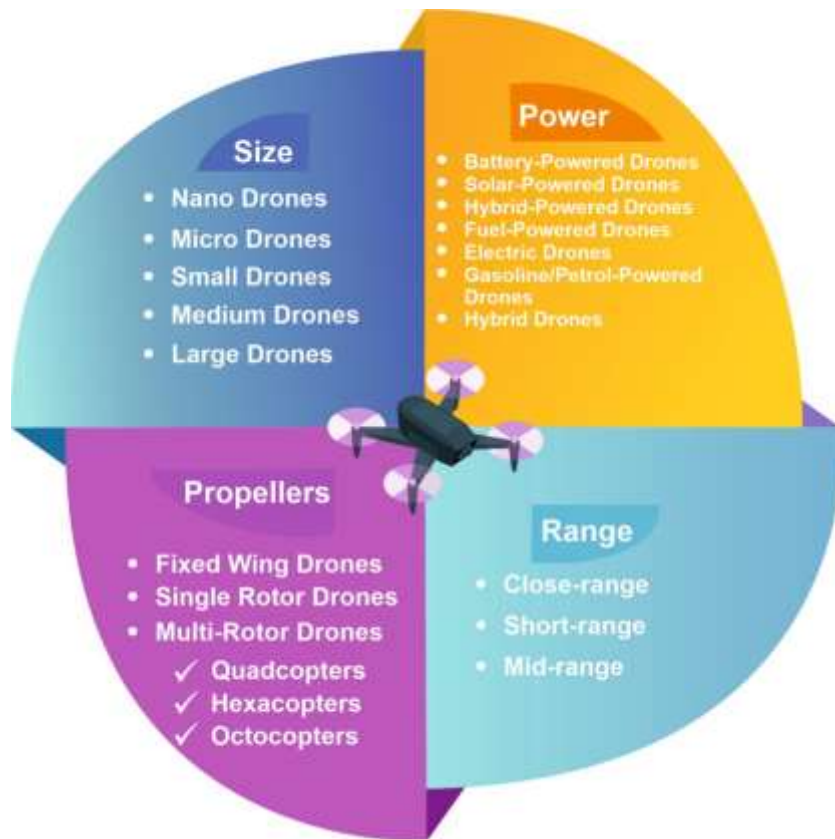 Size
Nano Drones
Micro Drones
Small Drones
Medium Drones
Large Drones
Power
Battery-Powered Drones
Solar-Powered Drones
Hybrid-Powered Drones
Fuel-Powered Drones
Electric Drones
Gasoline/Petrol-Powered
Drones
Hybrid Drones
Propellers
Fixed Wing Drones
Single Rotor Drones
Multi-Rotor Drones
Quadcopters
Hexacopters
Octocopters
Range
Close-range
Short-range
Mid-range